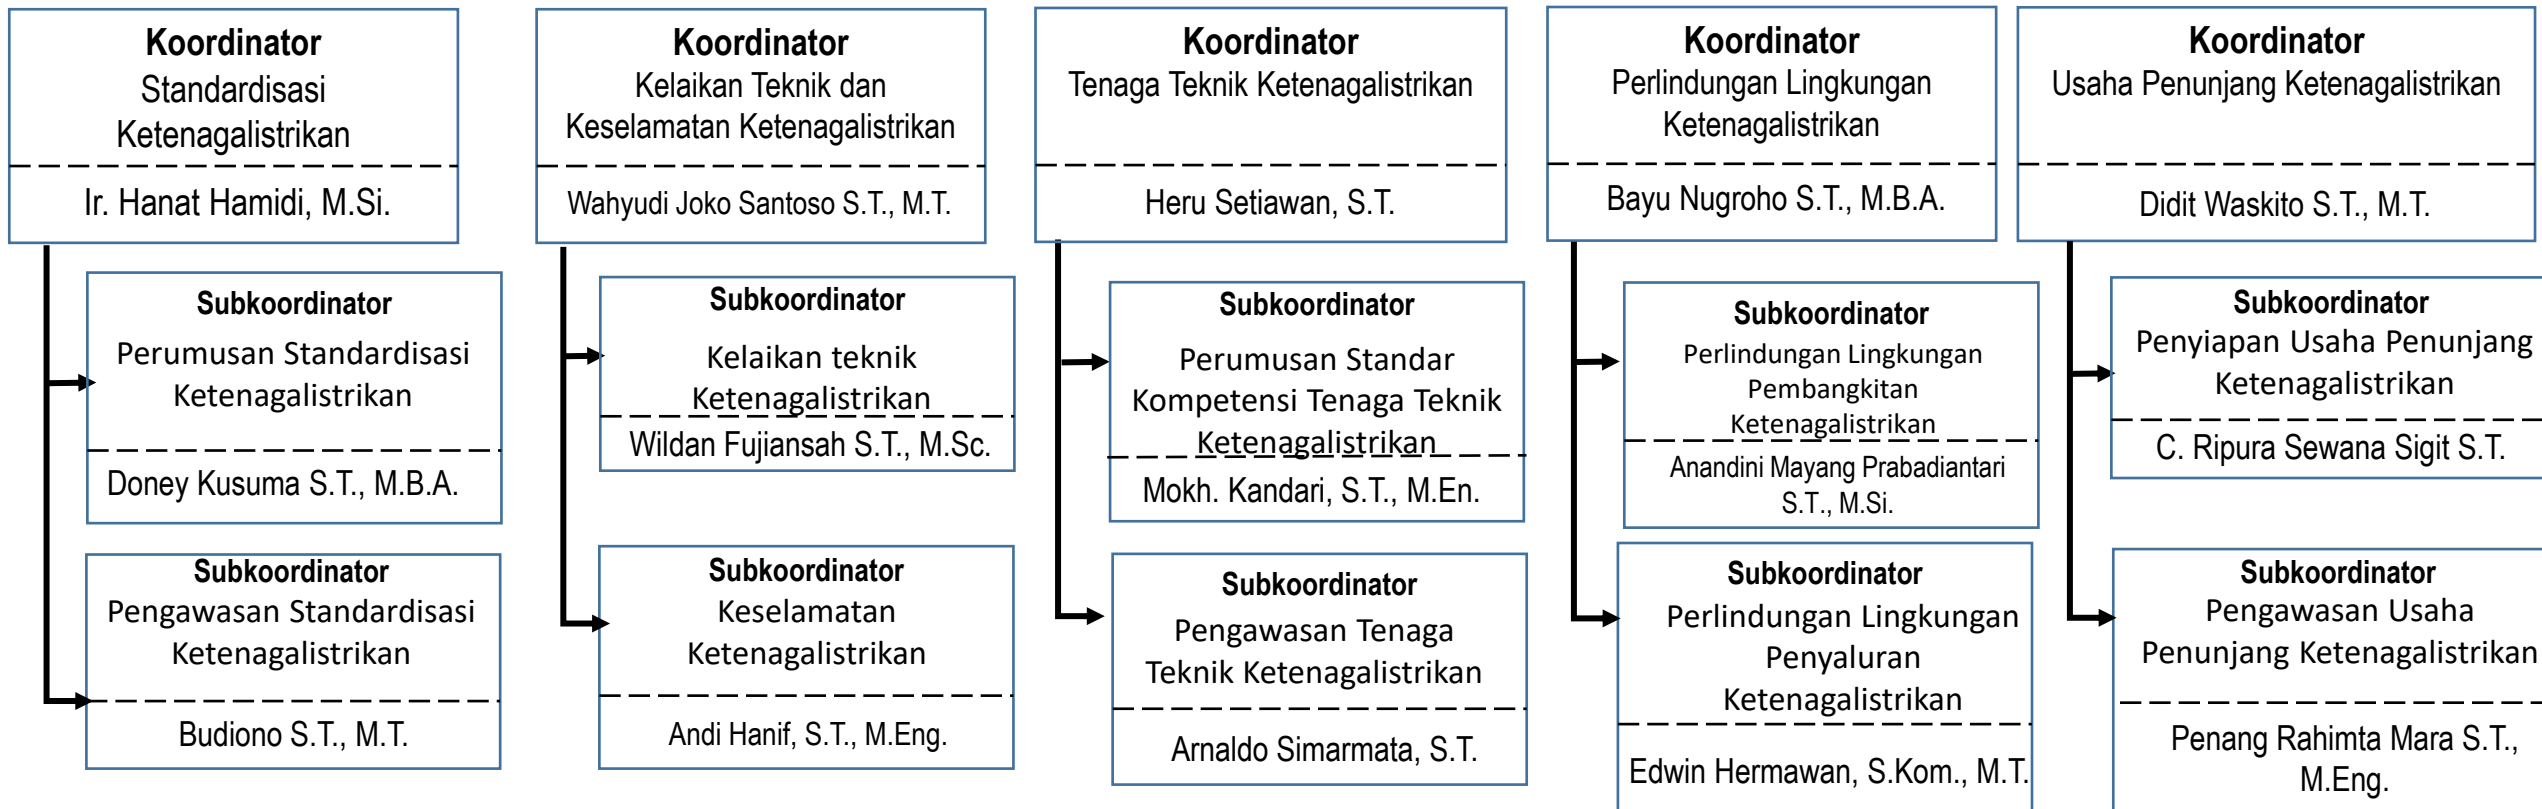 Koordinator
Standardisasi
Ketenagalistrikan
Ir. Hanat Hamidi, M.Si.
Subkoordinator
Perumusan Standardisasi
Ketenagalistrikan
Doney Kusuma S.T., M.B.A.
Subkoordinator
Pengawasan Standardisasi
Ketenagalistrikan
Budiono S.T., M.T.
Koordinator
Kelaikan Teknik dan
Keselamatan Ketenagalistrikan
Wahyudi Joko Santoso S.T., M.T.
Subkoordinator
Kelaikan teknik
Ketenagalistrikan
Wildan Fujiansah S.T., M.Sc.
Subkoordinator
Keselamatan
Ketenagalistrikan
Andi Hanif, S.T., M.Eng.
Koordinator
Tenaga Teknik Ketenagalistrikan
Heru Setiawan, S.T.
Subkoordinator
Perumusan Standar
Kompetensi Tenaga Teknik
Ketenagalistrikan
Mokh. Kandari, S.T., M.En.
Subkoordinator
Pengawasan Tenaga
Teknik Ketenagalistrikan
Arnaldo Simarmata, S.T.
Koordinator
Perlindungan Lingkungan
Ketenagalistrikan
Bayu Nugroho S.T., M.B.A.
Subkoordinator
Perlindungan Lingkungan
Pembangkitan
Ketenagalistrikan
Anandini Mayang Prabadiantari
S.T., M.Si.
Subkoordinator
Perlindungan Lingkungan
Penyaluran
Ketenagalistrikan
Edwin Hermawan, S.Kom., M.T.
Koordinator
Usaha Penunjang Ketenagalistrikan
Didit Waskito S.T., M.T.
Subkoordinator
Penyiapan Usaha Penunjang
Ketenagalistrikan
C. Ripura Sewana Sigit S.T.
Subkoordinator
Pengawasan Usaha
Penunjang Ketenagalistrikan
Penang Rahimta Mara S.T.,
M.Eng.